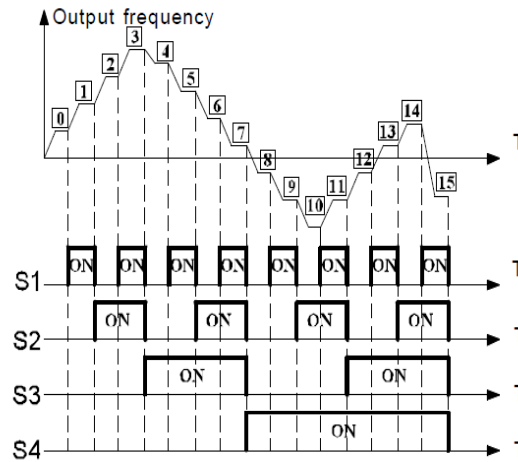 Output frequency
3
4
2
14
1
5
13
0
6
7
12
8
11
9
15
10
T
ON ON ON ON ON ON ON ON
S1
T
ON ON ON ON
S2
ON ON
S3
ON
S4